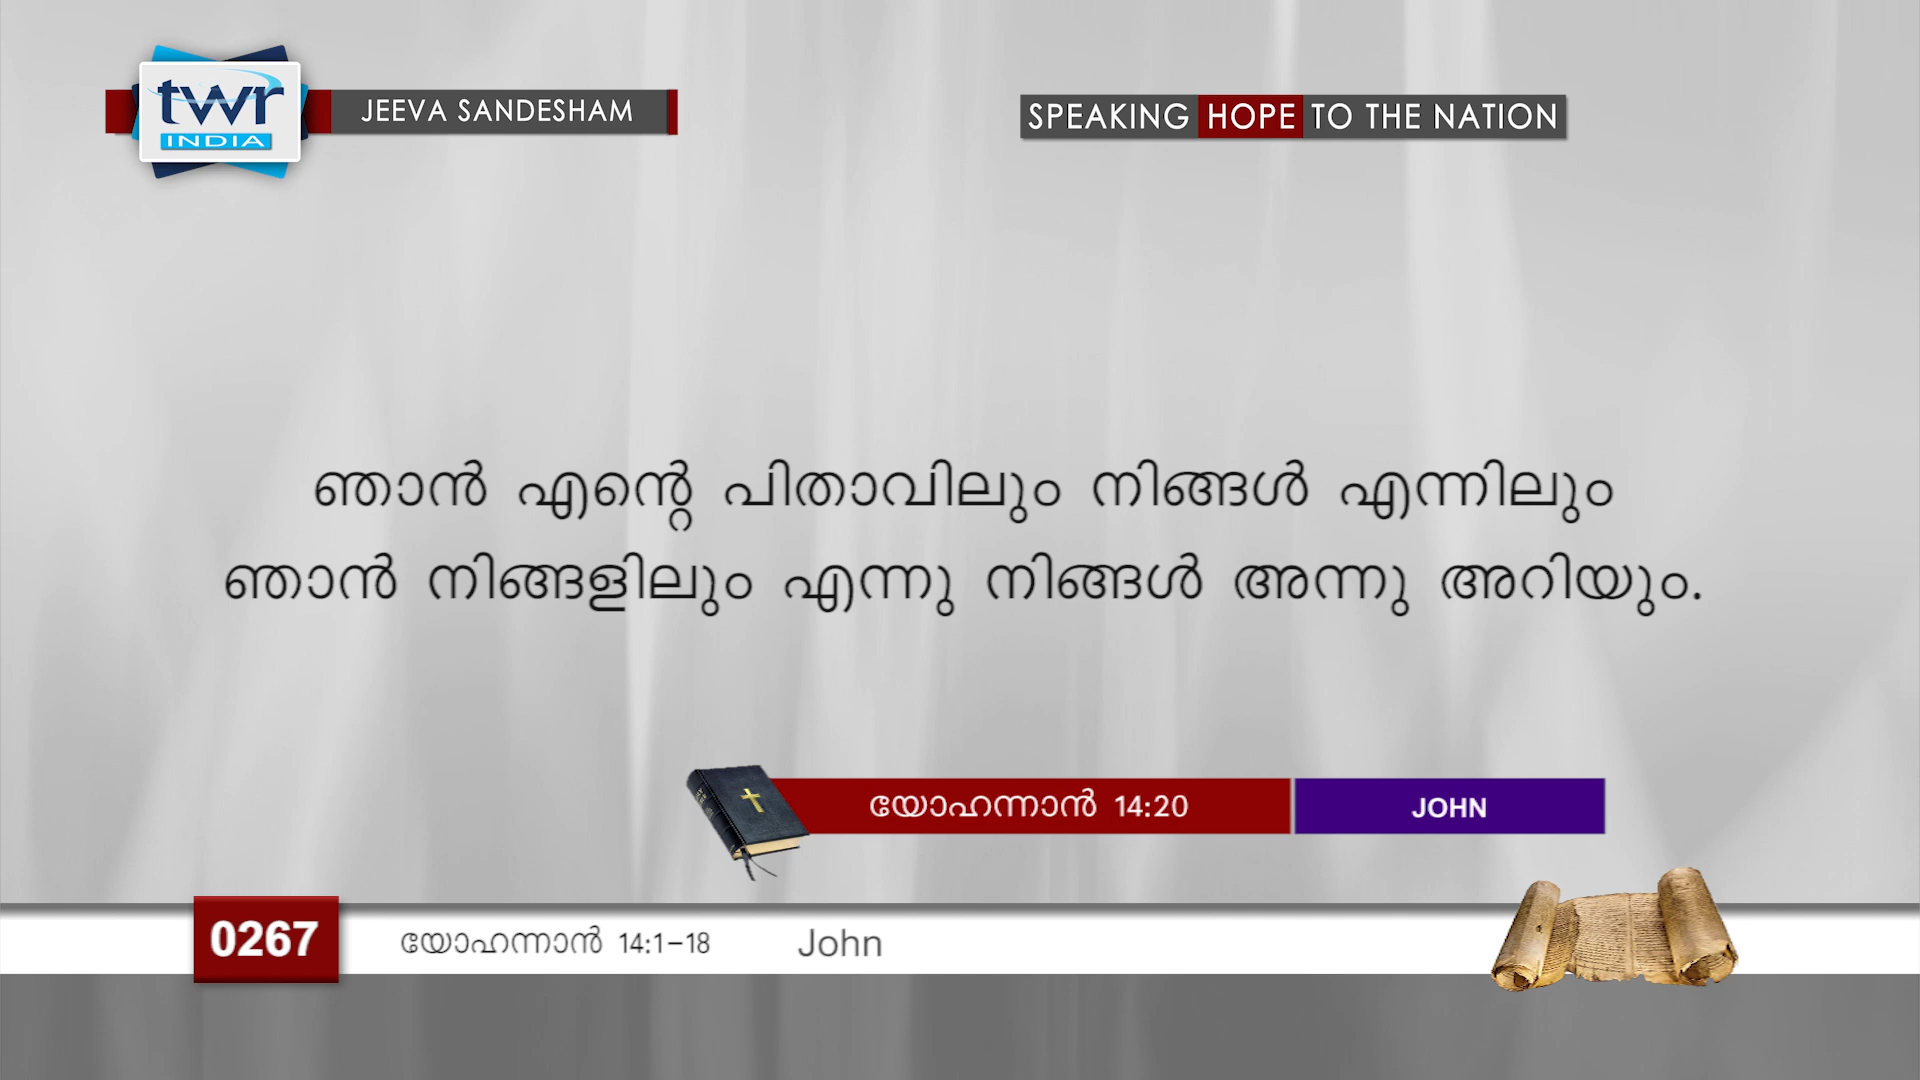 twr
INDIA
JEEVA SANDESHAM
SPEAKING HOPE TO THE NATION
ഞാൻ എന്റെ പിതാവിലും നിങ്ങൾ എന്നിലും
ഞാൻ നിങ്ങളിലും എന്നു നിങ്ങൾ അന്നു അറിയും.
യോഹന്നാൻ 14:20
JOHN
0267
യോഹന്നാൻ 14:1-18
John